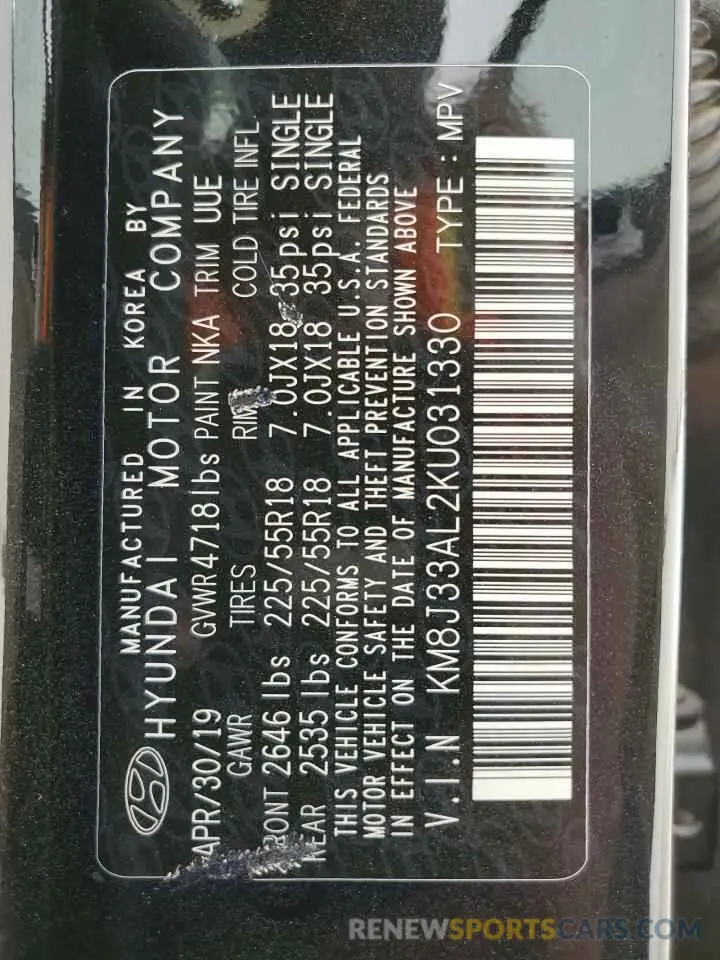 MANUFACTURED IN KOREA BY
HYUNDAI MOTOR COMPANY
APR/30/19 GVWR4718lbs PAINT NKA TRIM UUE
GAWR TIRES COLD TIRE INFL
2646 lbs 225/55R18 7.0JX18 35psi SINGLE
2535 lbs 225/55R18 7.0JX18 35psi SINGLE
THIS VEHICLE CONFORMS TO ALL APPLICABLE U.S.A. FEDERAL
MOTOR VEHICLE SAFETY AND THEFT PREVENTION STANDARDS
IN EFFECT ON THE DATE OF MANUFACTURE SHOWN ABOVE
V.I.N KM8J33AL2KU031330 TYPE : MPV
RENEWSPORTSCARS.COM